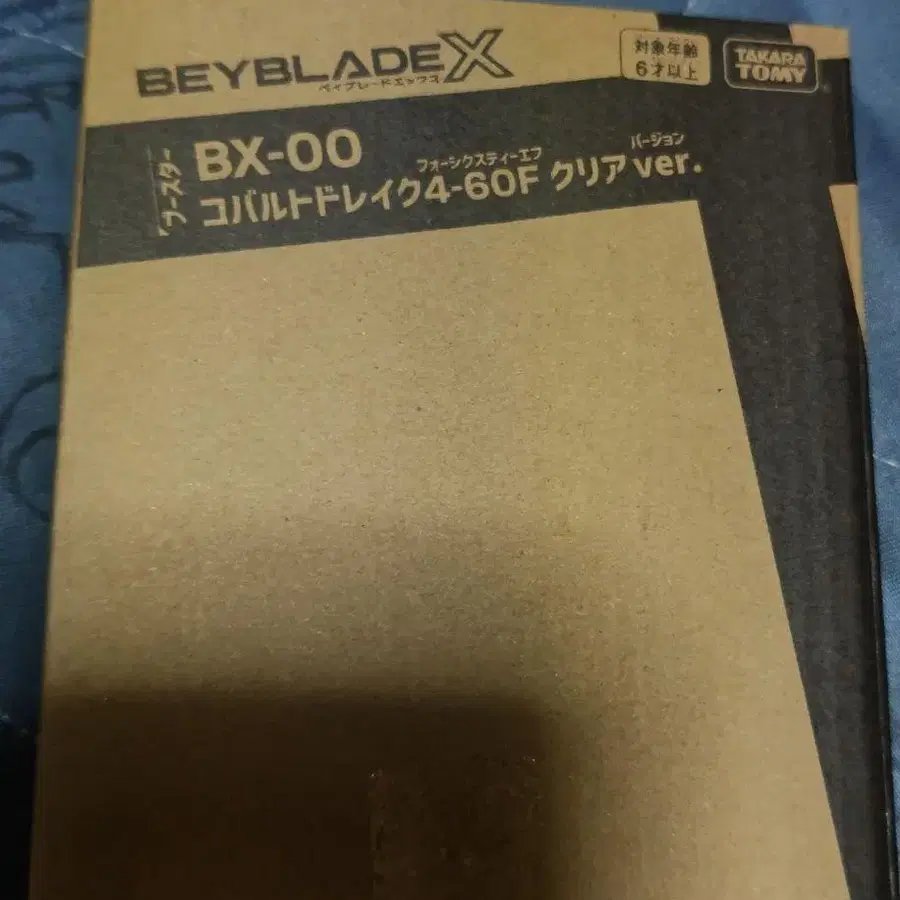 BEYBLADE X
ベイブレードエックス
対象年齢
6才以上
TAKARA
TOMY
ブースター
BX-00
フォーシクスティーエフ
バージョン
コバルトドレイク4-60F クリアver.